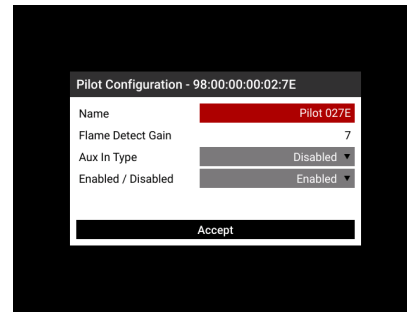 Pilot Configuration - 98:00:00:00:02:7E
Name Pilot 027E
Flame Detect Gain 7
Aux In Type Disabled
Enabled / Disabled Enabled
Accept